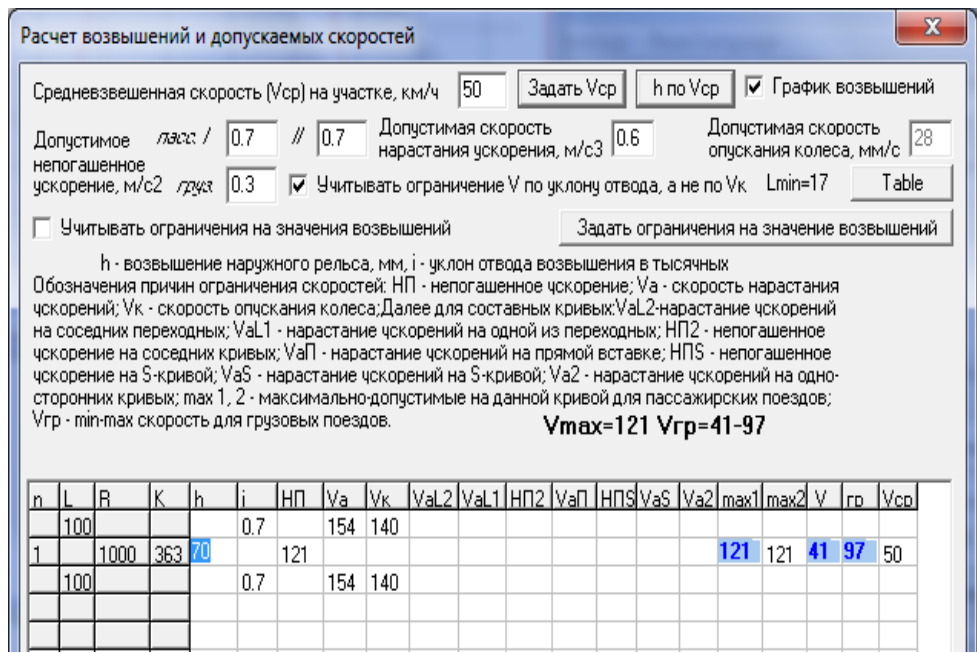 Расчет возвышений и допускаемых скоростей
x
Средневзвешенная скорость (Vср) на участке, км/ч 50 Задать Vср h по Vср График возвышений
Допустимое непогашенное ускорение, м/с2
пасс / 0.7 // 0.7
Допустимая скорость нарастания ускорения, м/с3 0.6
Допустимая скорость опускания колеса, мм/с 28
груз 0.3 Учитывать ограничение V по уклону отвода, а не по Vк Lmin=17 Table
Учитывать ограничения на значения возвышений Задать ограничения на значение возвышений
h - возвышение наружного рельса, мм, i - уклон отвода возвышения в тысячных
Обозначения причин ограничения скоростей: НП - непогашенное ускорение; Va - скорость нарастания
ускорений; Vк - скорость опускания колеса;Далее для составных кривых:VaL2-нарастание ускорений
на соседних переходных; VaL1 - нарастание ускорений на одной из переходных; НП2 - непогашенное
ускорение на соседних кривых; VaП - нарастание ускорений на прямой вставке; НПS - непогашенное
ускорение на S-кривой; VaS - нарастание ускорений на S-кривой; Va2 - нарастание ускорений на одно-
сторонних кривых; max 1, 2 - максимально-допустимые на данной кривой для пассажирских поездов;
Vгр - min-max скорость для грузовых поездов. Vmax=121 Vгр=41-97
n L R K h i НП Va Vк VaL2 VaL1 НП2 VaП НПS VaS Va2 max1 max2 V гр Vср
100 0.7 154 140
1 1000 363 70 121 121 121 41 97 50
100 0.7 154 140